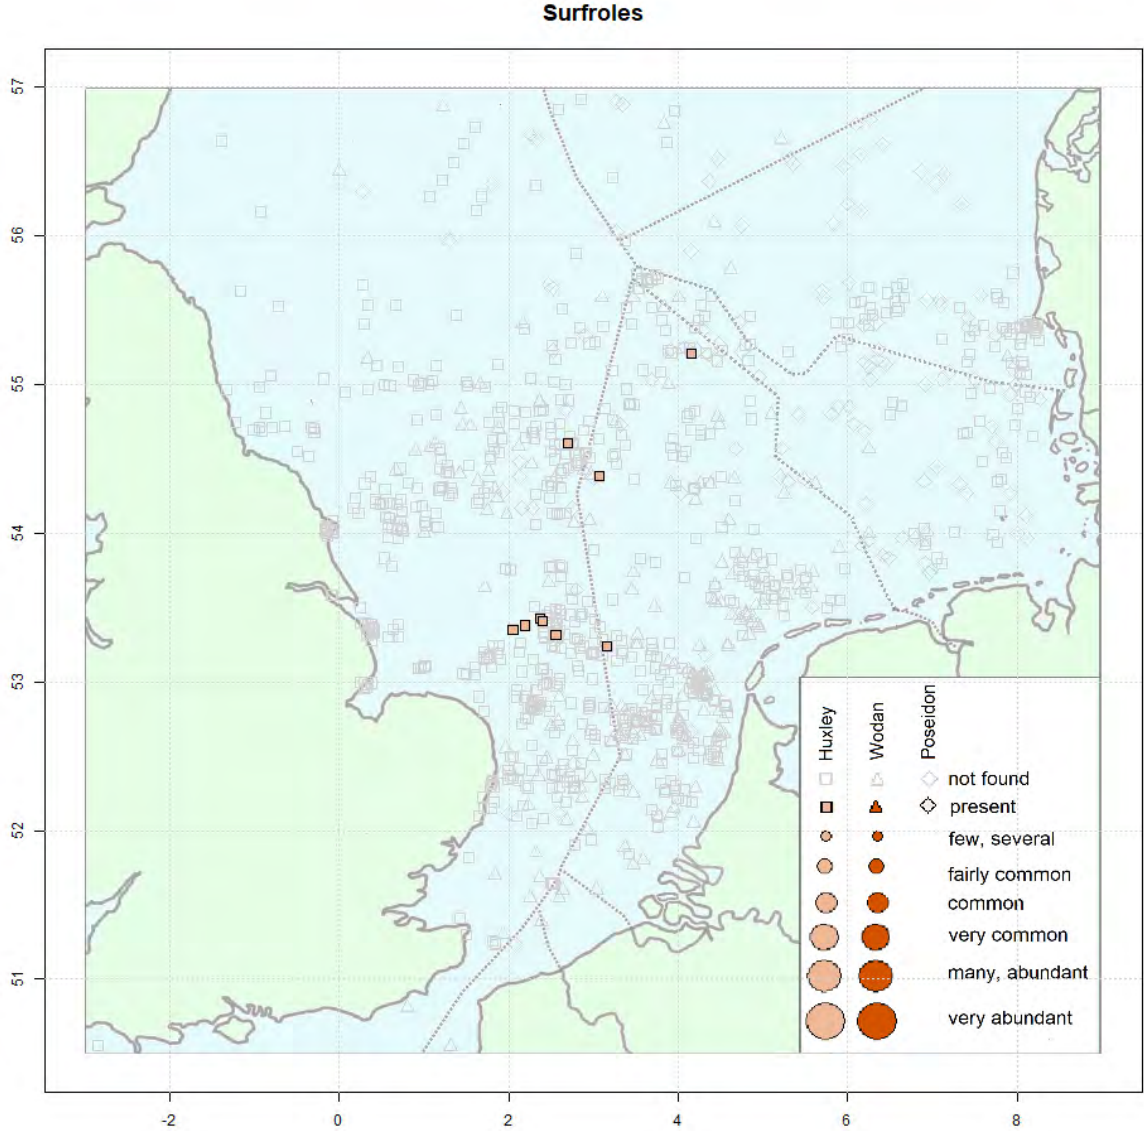 Surfroles
57
56
55
54
53
52
51
Huxley
Wodan
Poseidon
not found
present
few, several
fairly common
common
very common
many, abundant
very abundant
-2 0 2 4 6 8